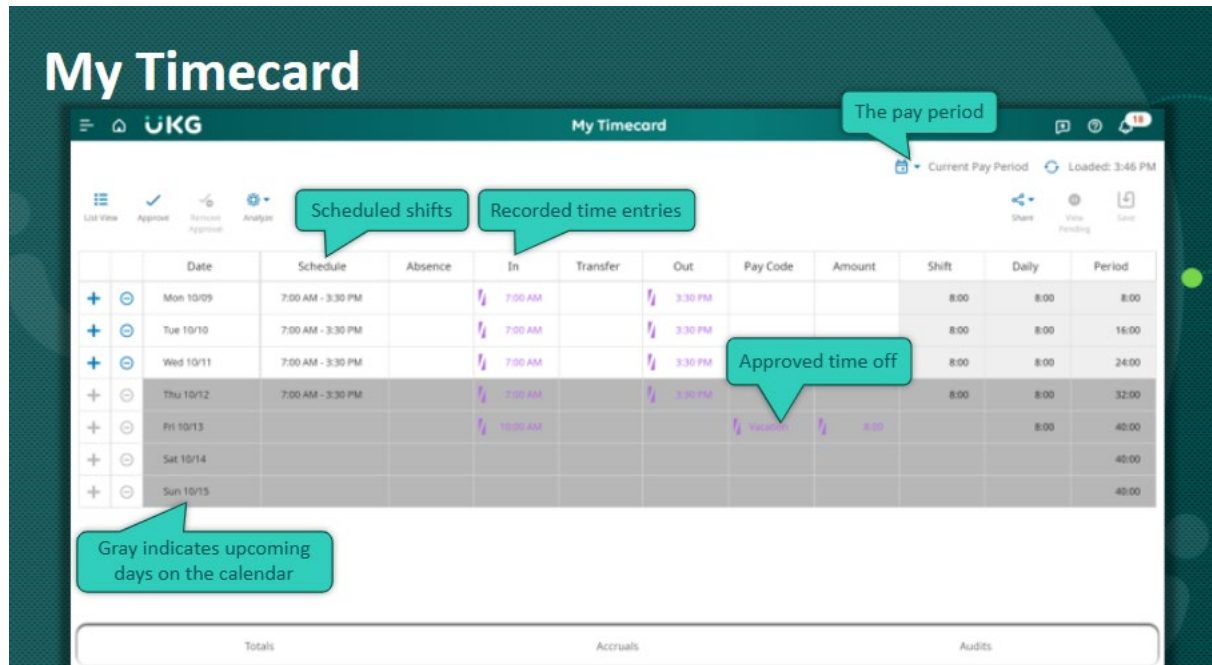 My Timecard
UKG
My Timecard
The pay period
18
Current Pay Period
Loaded: 3:46 PM
List View
Approve
Remove Approval
Analyze
Scheduled shifts
Recorded time entries
Share
View Pending
Save
Date Schedule Absence In Transfer Out Pay Code Amount Shift Daily Period
Mon 10/09 7:00 AM - 3:30 PM 7:00 AM 3:30 PM 8:00 8:00 8:00
Tue 10/10 7:00 AM - 3:30 PM 7:00 AM 3:30 PM 8:00 8:00 16:00
Wed 10/11 7:00 AM - 3:30 PM 7:00 AM 3:30 PM 8:00 8:00 24:00
Approved time off
Thu 10/12 7:00 AM - 3:30 PM 7:00 AM 3:30 PM 8:00 8:00 32:00
Fri 10/13 10:00 AM Vacation 8:00 8:00 40:00
Sat 10/14 40:00
Sun 10/15 40:00
Gray indicates upcoming
days on the calendar
Totals Accruals Audits